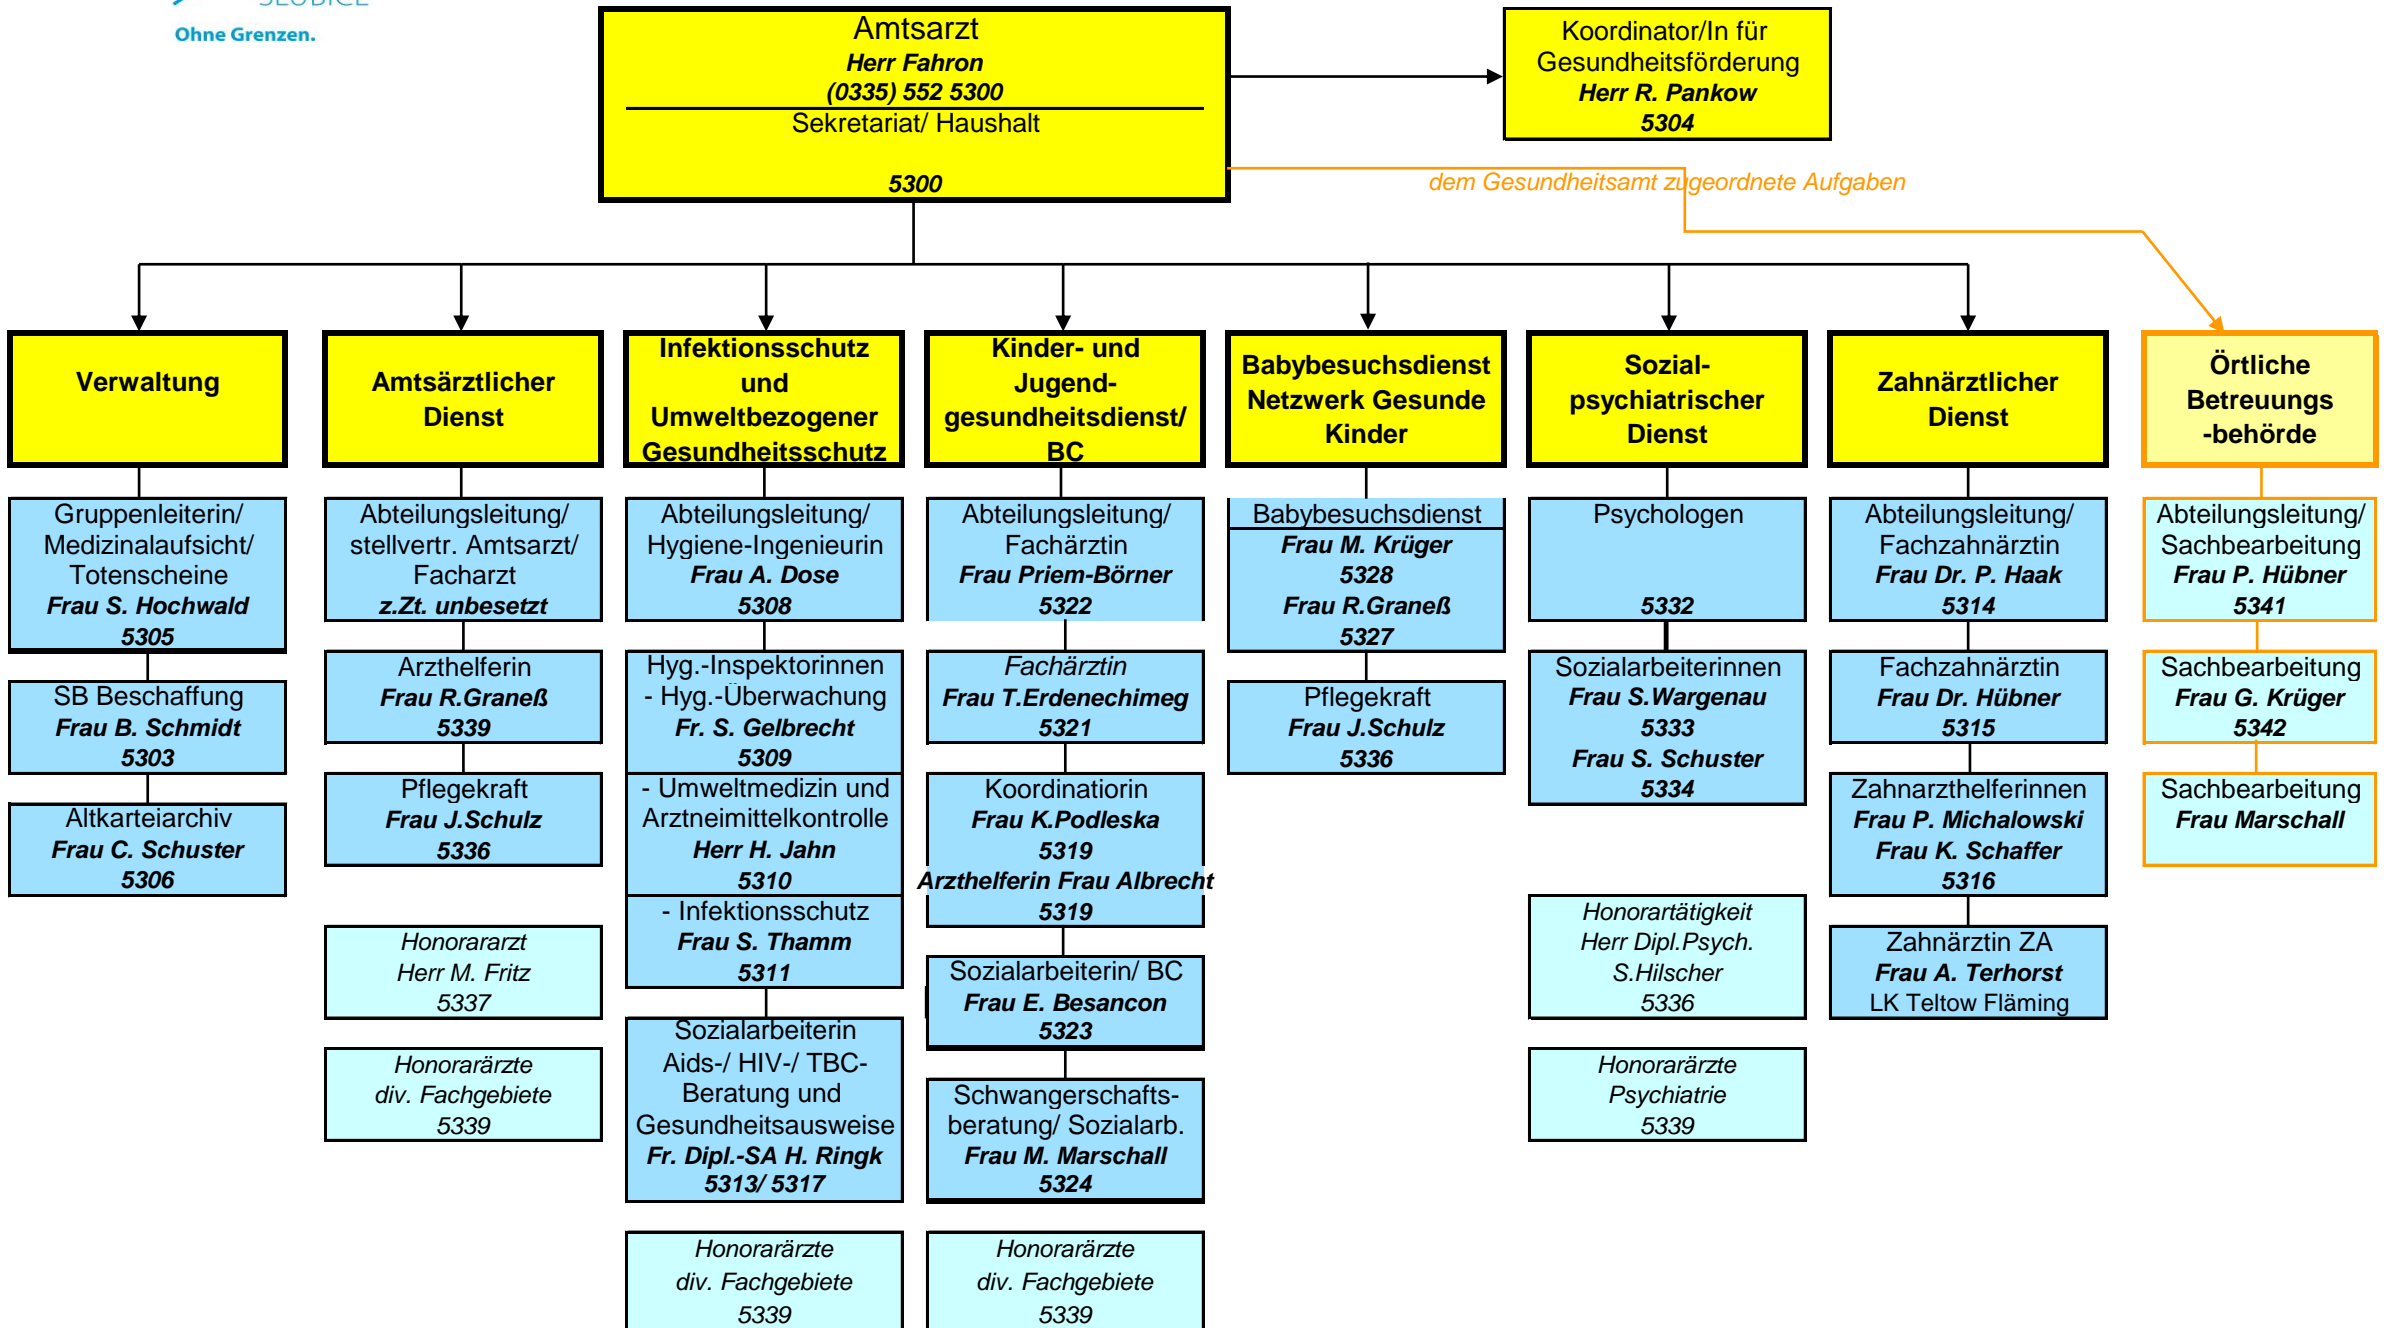 SŁUBICE
Ohne Grenzen.
Amtsarzt
Herr Fahron
(0335) 552 5300
Sekretariat/ Haushalt
5300
Koordinator/In für
Gesundheitsförderung
Herr R. Pankow
5304
dem Gesundheitsamt zugeordnete Aufgaben
Verwaltung
Gruppenleiterin/
Medizinalaufsicht/
Totenscheine
Frau S. Hochwald
5305
SB Beschaffung
Frau B. Schmidt
5303
Altkarteiarchiv
Frau C. Schuster
5306
Amtsärztlicher
Dienst
Abteilungsleitung/
stellvertr. Amtsarzt/
Facharzt
z.Zt. unbesetzt
Arzthelferin
Frau R.Graneß
5339
Pflegekraft
Frau J.Schulz
5336
Honorararzt
Herr M. Fritz
5337
Honorarärzte
div. Fachgebiete
5339
Infektionsschutz
und
Umweltbezogener
Gesundheitsschutz
Abteilungsleitung/
Hygiene-Ingenieurin
Frau A. Dose
5308
Hyg.-Inspektorinnen
- Hyg.-Überwachung
Fr. S. Gelbrecht
5309
- Umweltmedizin und
Arztneimittelkontrolle
Herr H. Jahn
5310
- Infektionsschutz
Frau S. Thamm
5311
Sozialarbeiterin
Aids-/ HIV-/ TBC-
Beratung und
Gesundheitsausweise
Fr. Dipl.-SA H. Ringk
5313/ 5317
Honorarärzte
div. Fachgebiete
5339
Kinder- und
Jugend-
gesundheitsdienst/
BC
Abteilungsleitung/
Fachärztin
Frau Priem-Börner
5322
Fachärztin
Frau T.Erdenechimeg
5321
Koordinatiorin
Frau K.Podleska
5319
Arzthelferin Frau Albrecht
5319
Sozialarbeiterin/ BC
Frau E. Besancon
5323
Schwangerschafts-
beratung/ Sozialarb.
Frau M. Marschall
5324
Honorarärzte
div. Fachgebiete
5339
Babybesuchsdienst
Netzwerk Gesunde
Kinder
Babybesuchsdienst
Frau M. Krüger
5328
Frau R.Graneß
5327
Pflegekraft
Frau J.Schulz
5336
Sozial-
psychiatrischer
Dienst
Psychologen
5332
Sozialarbeiterinnen
Frau S.Wargenau
5333
Frau S. Schuster
5334
Honorartätigkeit
Herr Dipl.Psych.
S.Hilscher
5336
Honorarärzte
Psychiatrie
5339
Zahnärztlicher
Dienst
Abteilungsleitung/
Fachzahnärztin
Frau Dr. P. Haak
5314
Fachzahnärztin
Frau Dr. Hübner
5315
Zahnarzthelferinnen
Frau P. Michalowski
Frau K. Schaffer
5316
Zahnärztin ZA
Frau A. Terhorst
LK Teltow Fläming
Örtliche
Betreuungs
-behörde
Abteilungsleitung/
Sachbearbeitung
Frau P. Hübner
5341
Sachbearbeitung
Frau G. Krüger
5342
Sachbearbeitung
Frau Marschall